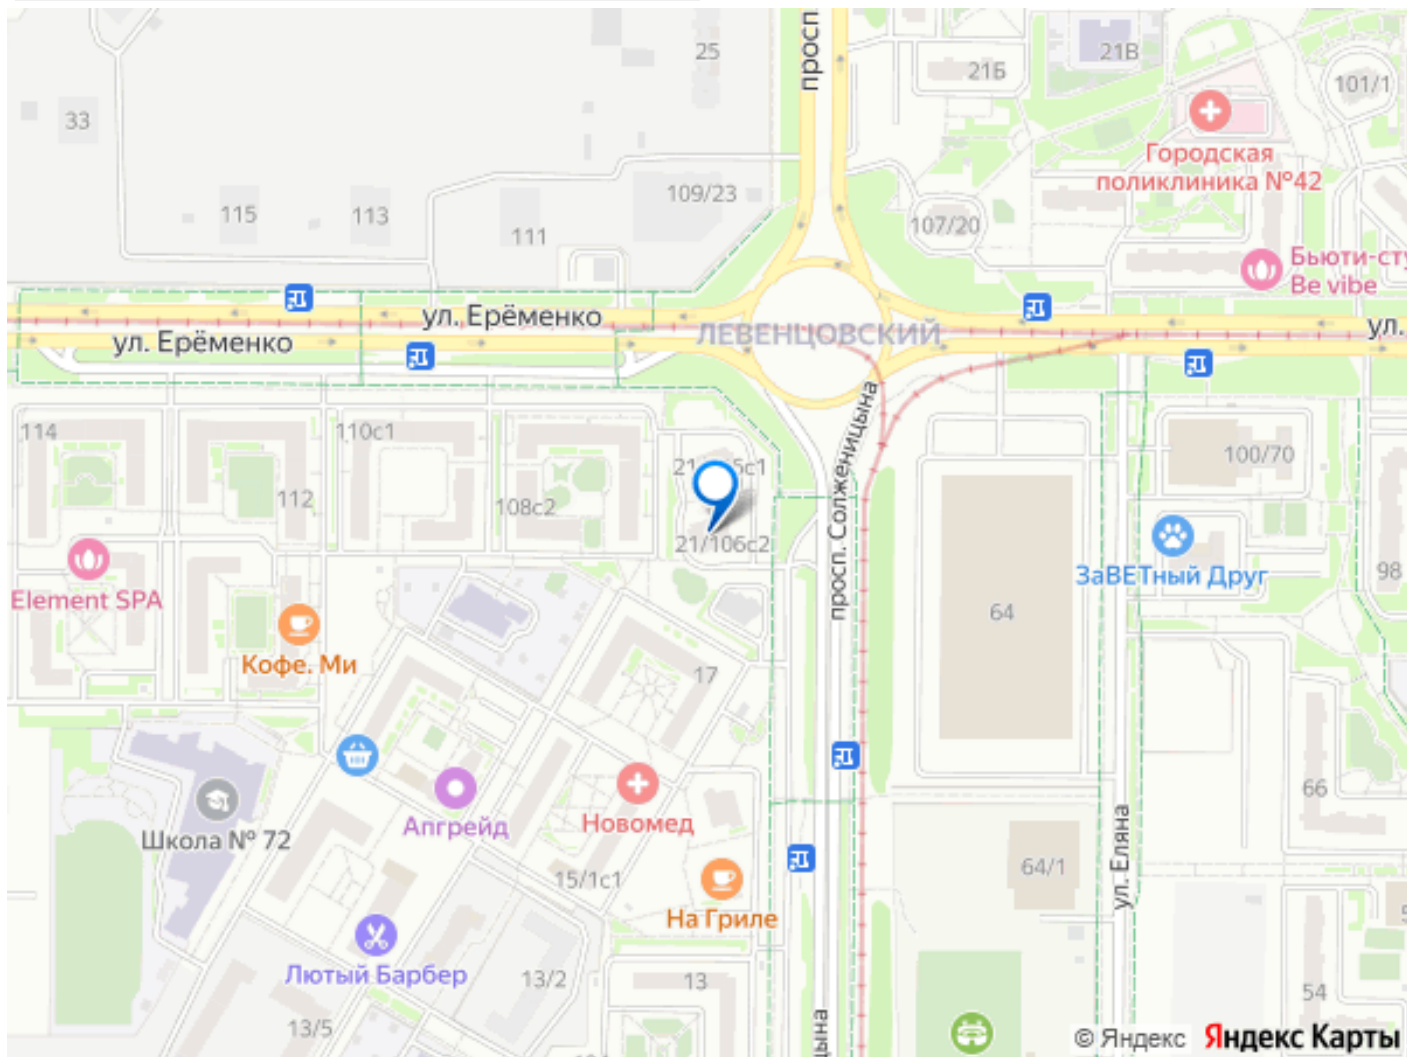 25
просп.
21Б
21В
101/1
33
Городская
поликлиника №42
115
113
109/23
111
107/20
Бьюти-сту
Be vibe
ул. Ерёменко
ЛЕВЕНЦОВСКИЙ
ул.
ул. Ерёменко
просп. Солженицына
114
110с1
112
108с2
21/106с2
100/70
98
Element SPA
ЗаВЕТный Друг
64
Кофе. Ми
17
66
Школа № 72
Апгрейд
Новомед
15/1с1
64/1
ул. Еляна
На Гриле
Лютый Барбер
13/2
13
54
13/5
© Яндекс Яндекс Карты